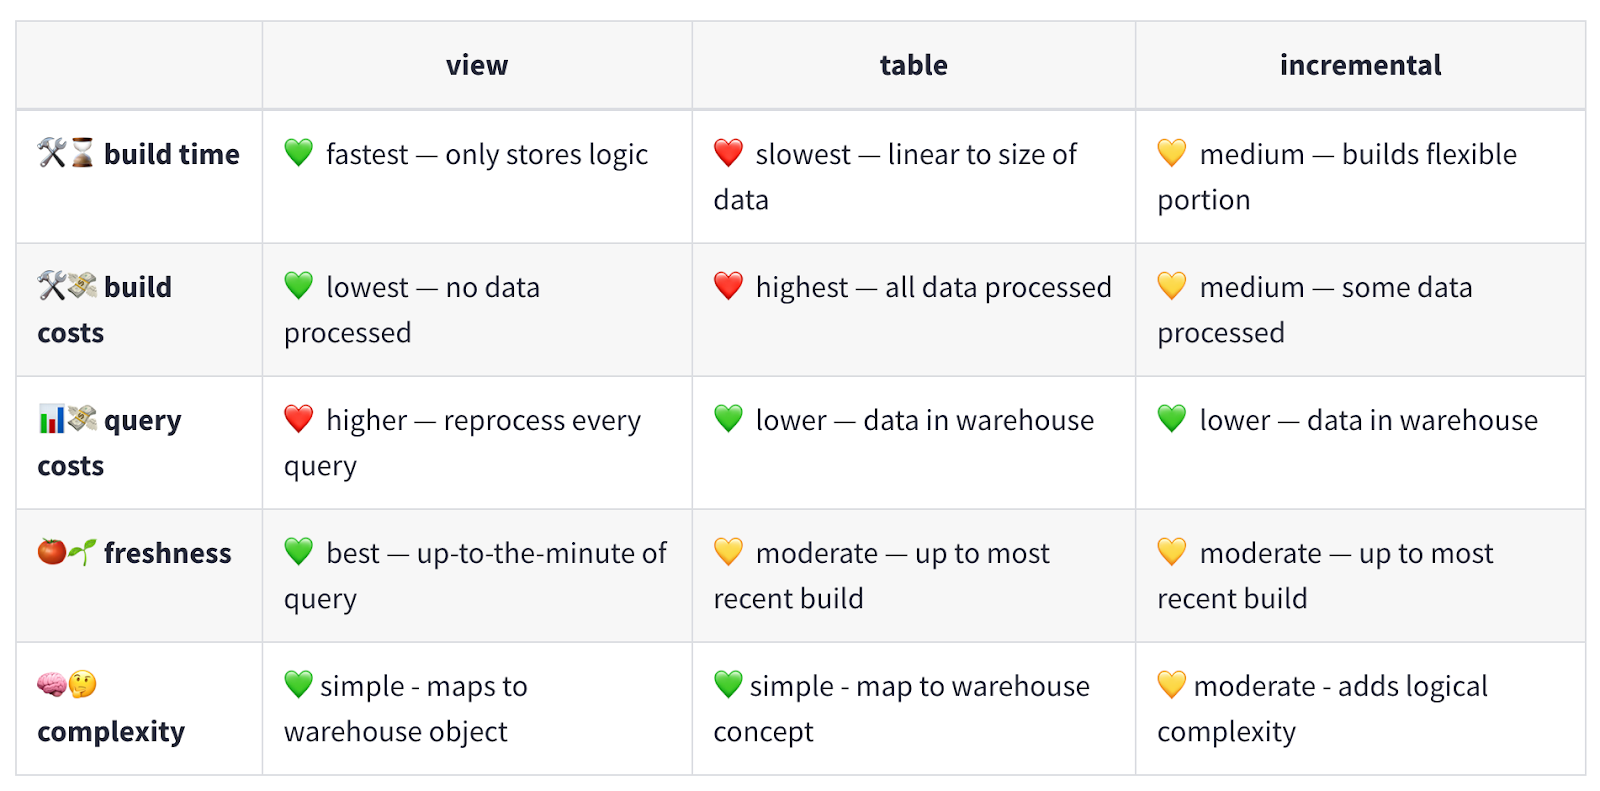 view
table
incremental
🛠️⏳ build time
💚 fastest — only stores logic
❤️ slowest — linear to size of
data
💛 medium — builds flexible
portion
🛠️💸 build
costs
💚 lowest — no data
processed
❤️ highest — all data processed
💛 medium — some data
processed
📊💸 query
costs
❤️ higher — reprocess every
query
💚 lower — data in warehouse
💚 lower — data in warehouse
🍅🌱 freshness
💚 best — up-to-the-minute of
query
💛 moderate — up to most
recent build
💛 moderate — up to most
recent build
🧠🤔
complexity
💚 simple - maps to
warehouse object
💚 simple - map to warehouse
concept
💛 moderate - adds logical
complexity